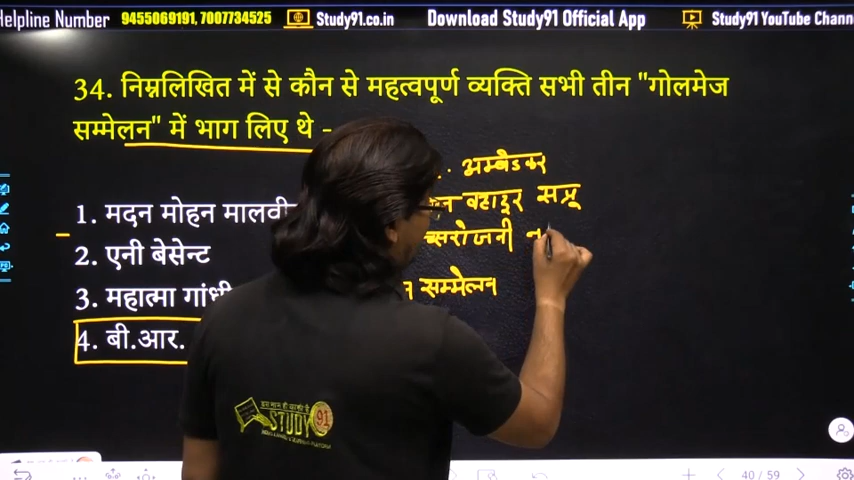 Helpline Number 9455069191, 7007734525 Study91.co.in Download Study91 Official App Study91 YouTube Chann
34. निम्नलिखित में से कौन से महत्वपूर्ण व्यक्ति सभी तीन "गोलमेज
सम्मेलन" में भाग लिए थे -
अम्बेडकर
बहादूर सप्रू
1. मदन मोहन मालवी
सरोजनी न
2. एनी बेसेन्ट
सम्मेलन
3. महात्मा गांधी
4. बी.आर.
STUDY 91
40 / 59